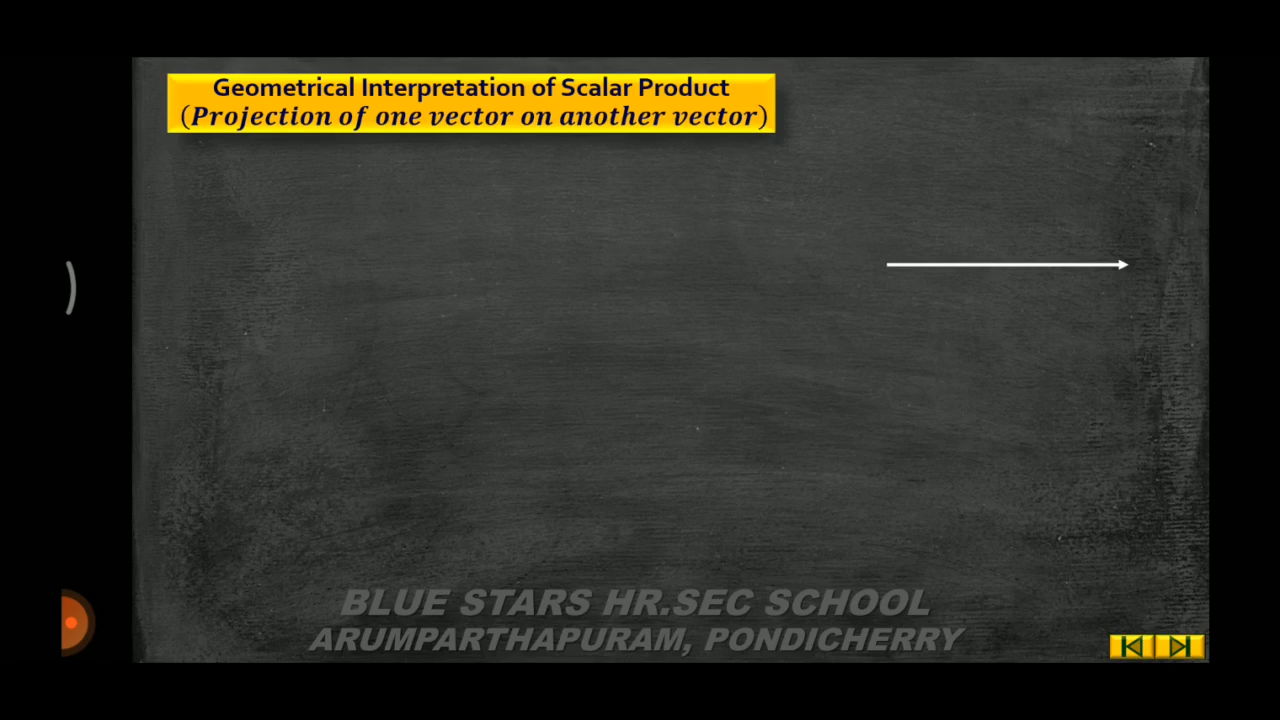 Geometrical Interpretation of Scalar Product
(Projection of one vector on another vector)
BLUE STARS HR.SEC SCHOOL
ARUMPARTHAPURAM, PONDICHERRY